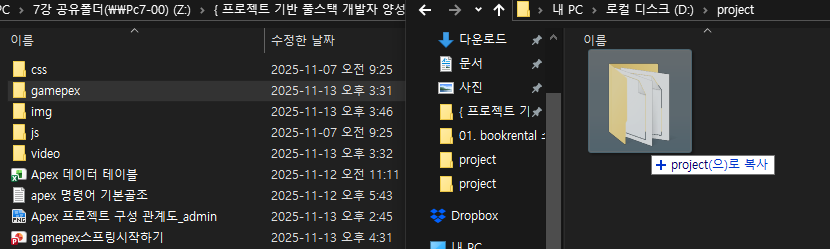 PC > 7강 공유폴더(₩₩Pc7-00) (Z:) > { 프로젝트 기반 풀스택 개발자 양성
이름 수정한 날짜
css 2025-11-07 오전 9:25
gamepex 2025-11-13 오후 3:31
img 2025-11-13 오후 3:46
js 2025-11-07 오전 9:25
video 2025-11-13 오후 3:32
Apex 데이터 테이블 2025-11-12 오전 11:11
apex 명령어 기본골조 2025-11-12 오후 5:43
Apex 프로젝트 구성 관계도_admin 2025-11-13 오후 2:45
gamepex스프링시작하기 2025-11-13 오후 4:31
> 내 PC > 로컬 디스크 (D:) > project
다운로드
문서
사진
{ 프로젝트 기
01. bookrental
project
project
Dropbox
내 PC
이름
project(으)로 복사